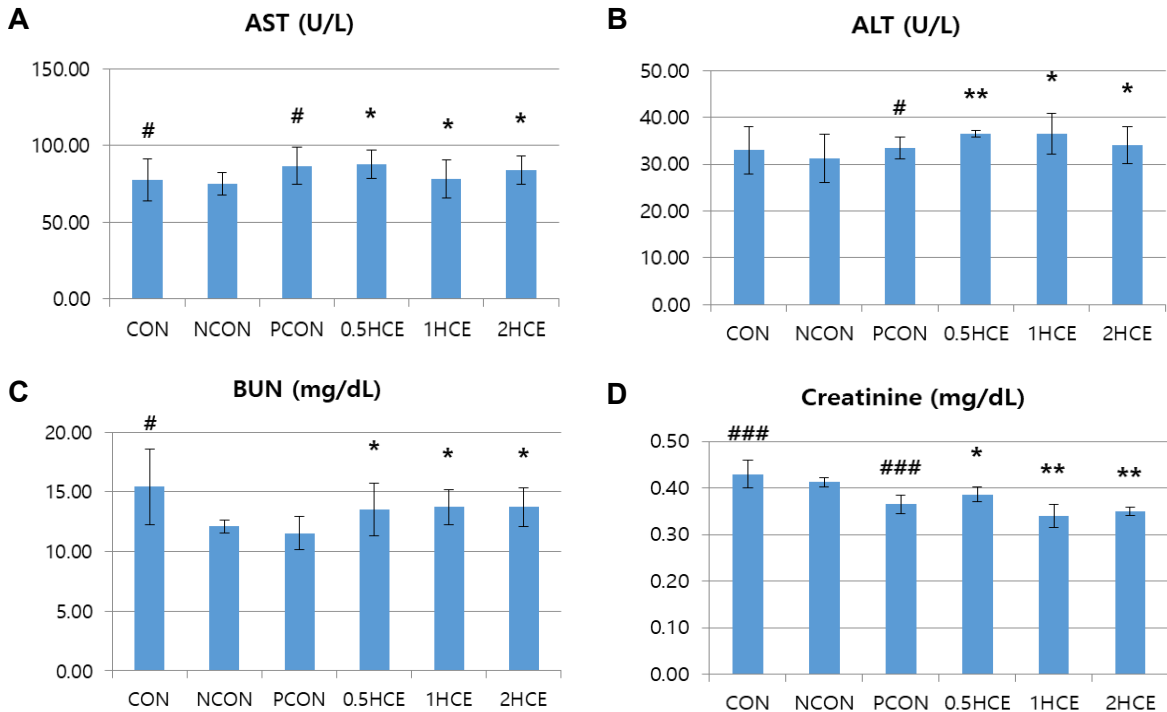 A
AST (U/L)
150.00
100.00
50.00
0.00
# # * * *
CON NCON PCON 0.5HCE 1HCE 2HCE
B
ALT (U/L)
50.00
40.00
30.00
20.00
10.00
0.00
# ** * *
CON NCON PCON 0.5HCE 1HCE 2HCE
C
BUN (mg/dL)
20.00
15.00
10.00
5.00
0.00
# * * *
CON NCON PCON 0.5HCE 1HCE 2HCE
D
Creatinine (mg/dL)
0.50
0.40
0.30
0.20
0.10
0.00
### ### * ** **
CON NCON PCON 0.5HCE 1HCE 2HCE